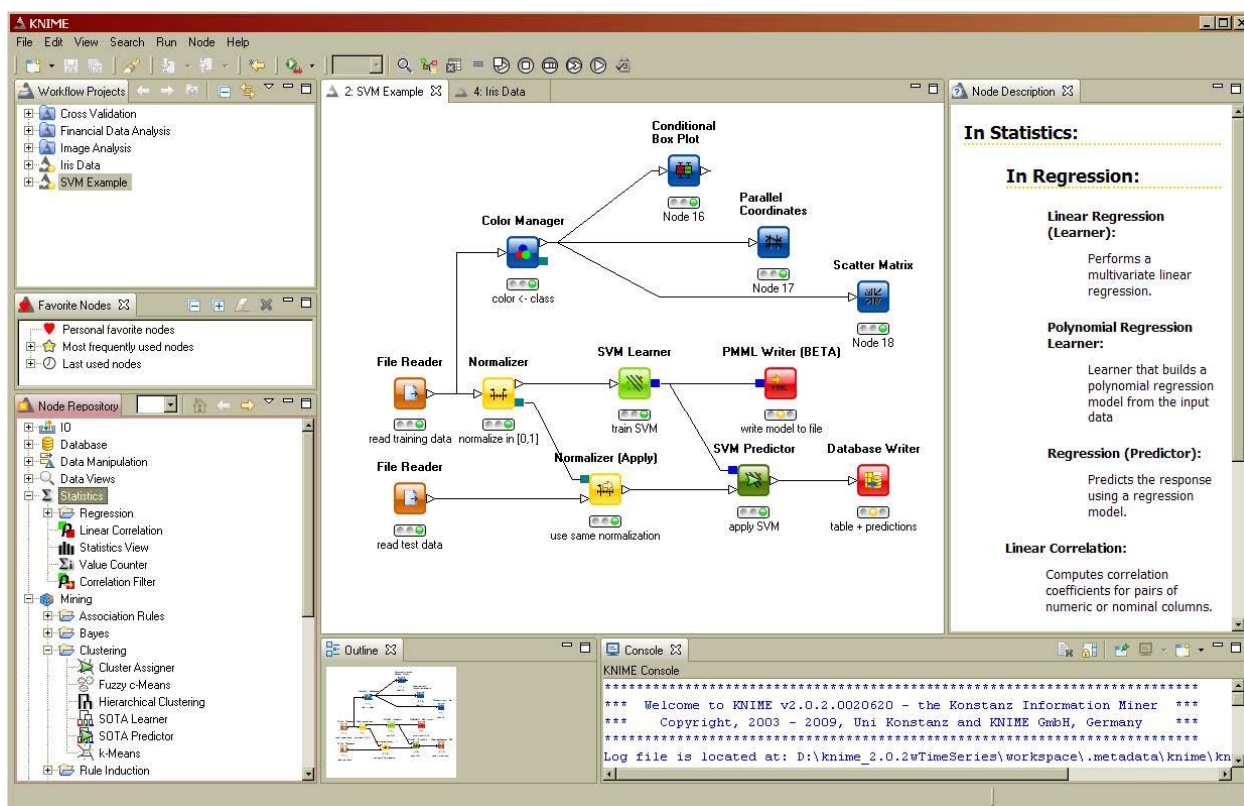 KNIME
File Edit View Search Run Node Help
Workflow Projects
Cross Validation
Financial Data Analysis
Image Analysis
Iris Data
SVM Example
Favorite Nodes
Personal favorite nodes
Most frequently used nodes
Last used nodes
Node Repository
IO
Database
Data Manipulation
Data Views
Statistics
Regression
Linear Correlation
Statistics View
Value Counter
Correlation Filter
Mining
Association Rules
Bayes
Clustering
Cluster Assigner
Fuzzy c-Means
Hierarchical Clustering
SOTA Learner
SOTA Predictor
k-Means
Rule Induction
2: SVM Example
4: Iris Data
Conditional
Box Plot
Node 16
Parallel
Coordinates
Node 17
Color Manager
color <- class
Scatter Matrix
Node 18
File Reader
read training data
Normalizer
normalize in [0,1]
SVM Learner
train SVM
PMML Writer (BETA)
write model to file
File Reader
read test data
Normalizer (Apply)
use same normalization
SVM Predictor
apply SVM
Database Writer
table + predictions
Node Description
In Statistics:
In Regression:
Linear Regression
(Learner):
Performs a
multivariate linear
regression.
Polynomial Regression
Learner:
Learner that builds a
polynomial regression
model from the input
data
Regression (Predictor):
Predicts the response
using a regression
model.
Linear Correlation:
Computes correlation
coefficients for pairs of
numeric or nominal columns.
Outline
Console
KNIME Console
*** Welcome to KNIME v2.0.2.0020620 - the Konstanz Information Miner ***
*** Copyright, 2003 - 2009, Uni Konstanz and KNIME GmbH, Germany ***
Log file is located at: D:\knime_2.0.2wTimeSeries\workspace\.metadata\knime\kn